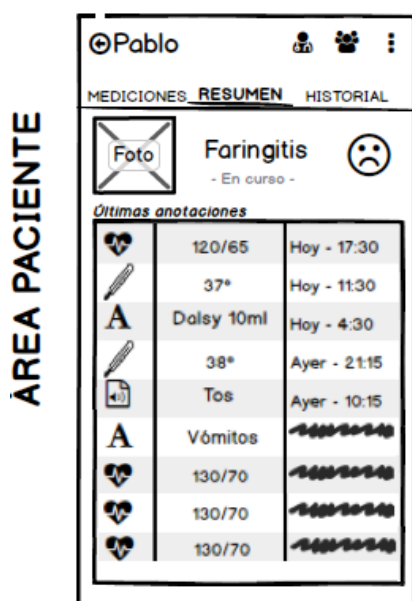 ÁREA PACIENTE
Pablo
MEDICIONES RESUMEN HISTORIAL
Foto
Faringitis
- En curso -
Últimas anotaciones
120/65 Hoy - 17:30
37° Hoy - 11:30
A Dalsy 10ml Hoy - 4:30
38° Ayer - 21:15
Tos Ayer - 10:15
A Vómitos
130/70
130/70
130/70